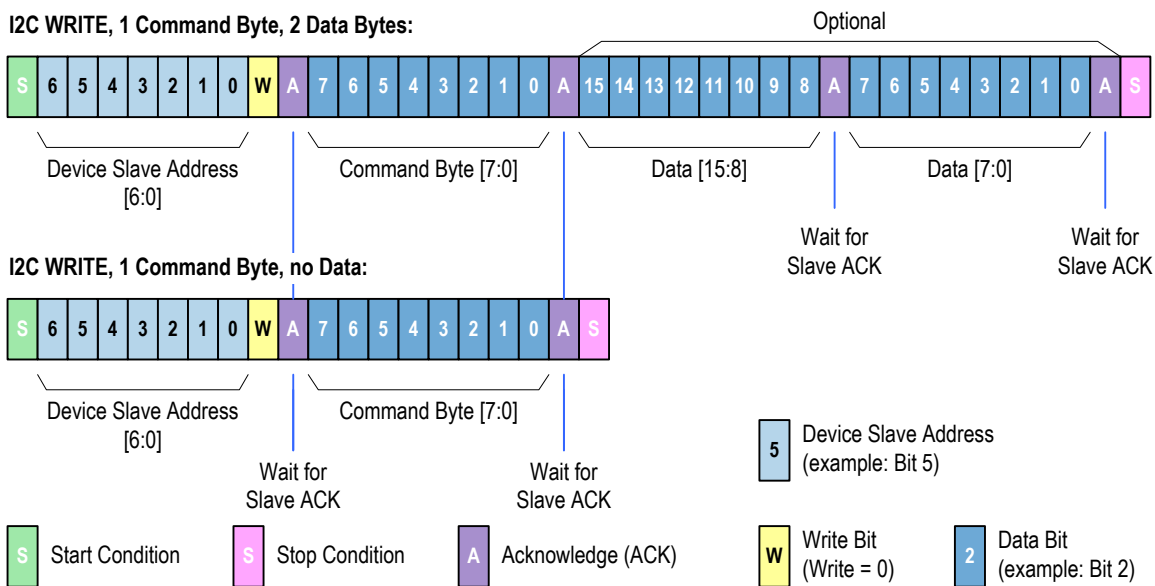 I2C WRITE, 1 Command Byte, 2 Data Bytes:
Optional
S 6 5 4 3 2 1 0 W A 7 6 5 4 3 2 1 0 A 15 14 13 12 11 10 9 8 A 7 6 5 4 3 2 1 0 A S
Device Slave Address
[6:0]
Command Byte [7:0]
Data [15:8]
Data [7:0]
Wait for
Slave ACK
Wait for
Slave ACK
I2C WRITE, 1 Command Byte, no Data:
S 6 5 4 3 2 1 0 W A 7 6 5 4 3 2 1 0 A S
Device Slave Address
[6:0]
Command Byte [7:0]
Wait for
Slave ACK
Wait for
Slave ACK
5 Device Slave Address
(example: Bit 5)
S Start Condition
S Stop Condition
A Acknowledge (ACK)
W Write Bit
(Write = 0)
2 Data Bit
(example: Bit 2)